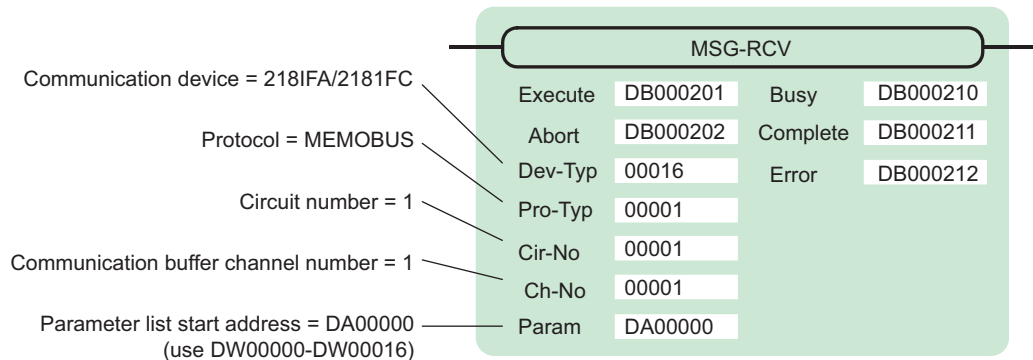 MSG-RCV
Communication device = 218IFA/2181FC
Execute DB000201 Busy DB000210
Protocol = MEMOBUS
Abort DB000202 Complete DB000211
Dev-Typ 00016 Error DB000212
Circuit number = 1
Pro-Typ 00001
Cir-No 00001
Communication buffer channel number = 1
Ch-No 00001
Parameter list start address = DA00000
(use DW00000-DW00016)
Param DA00000